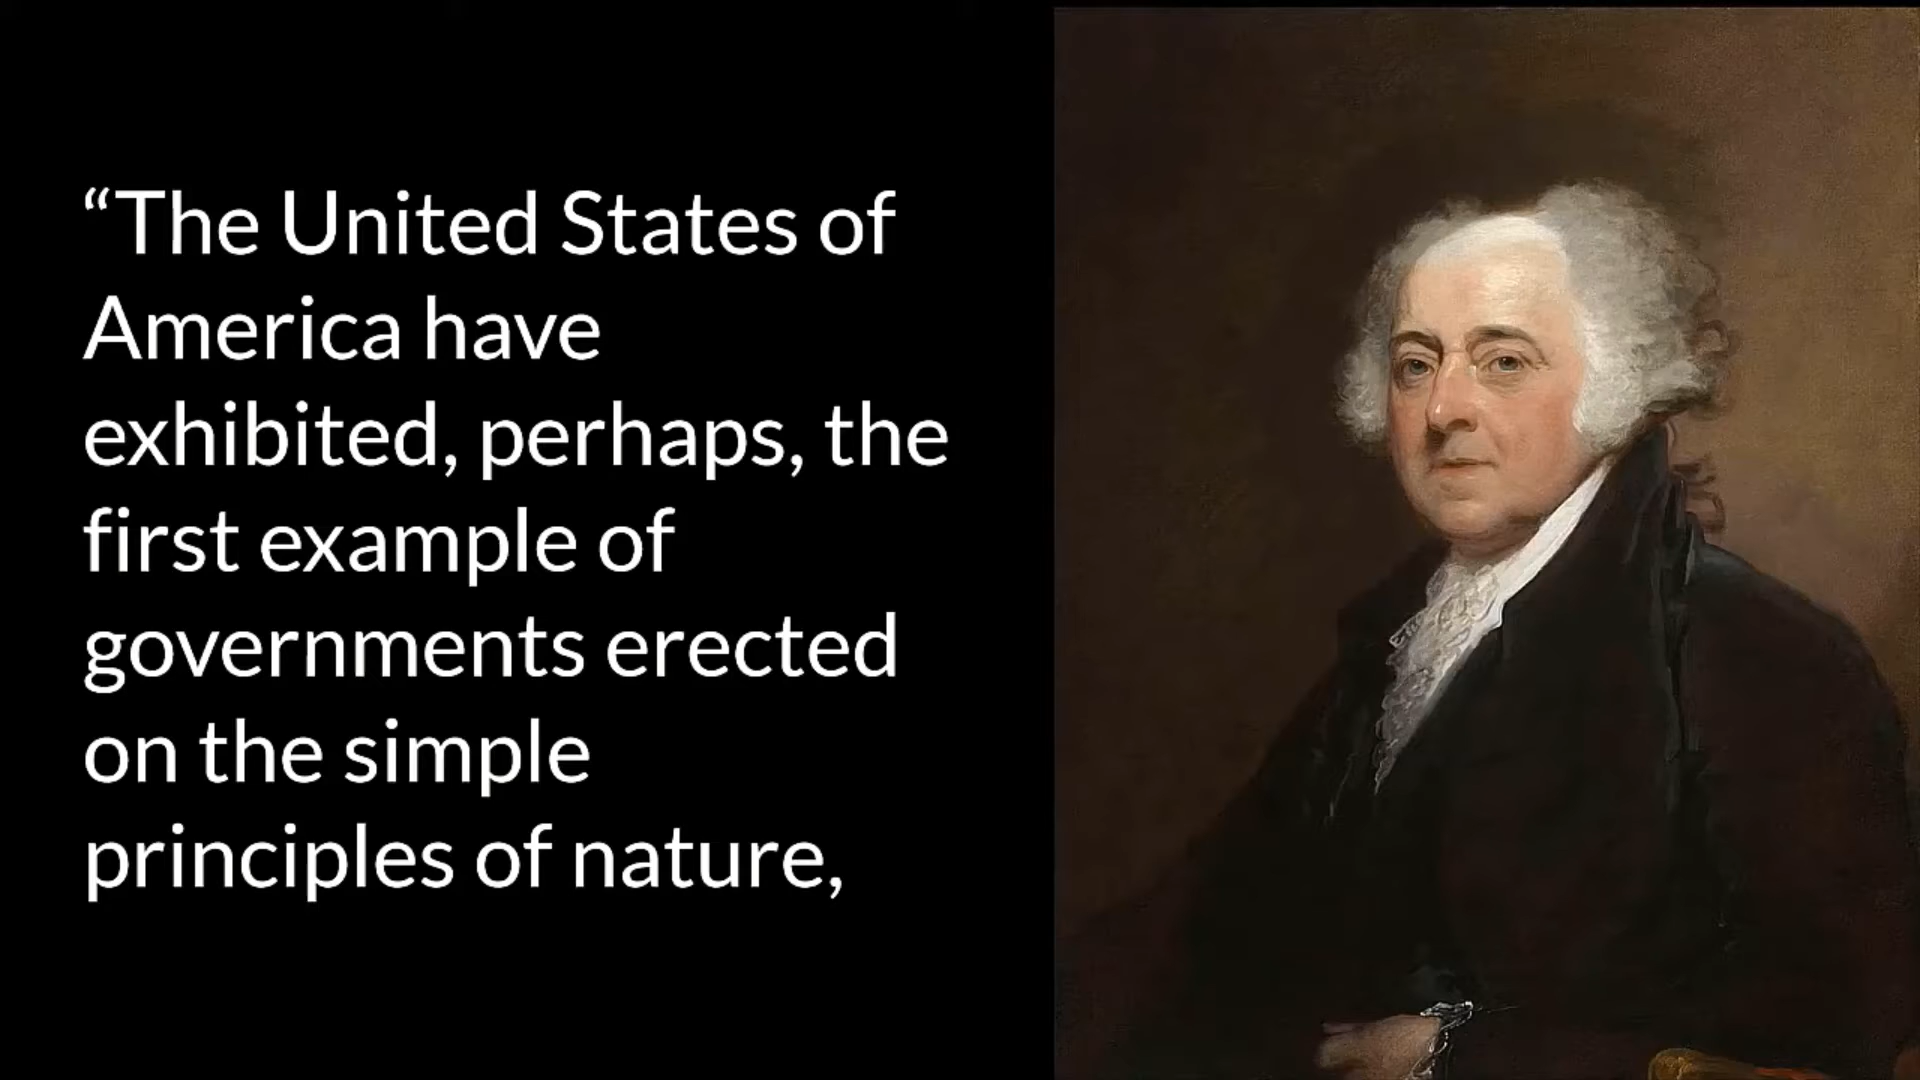 “The United States of
America have
exhibited, perhaps, the
first example of
governments erected
on the simple
principles of nature,